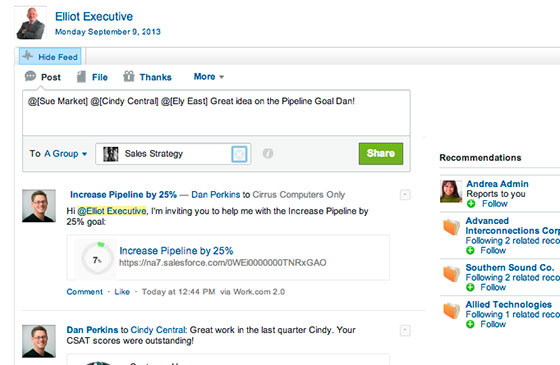 Elliot Executive
Monday September 9, 2013
Hide Feed
Post File Thanks More
@[Sue Market] @[Cindy Central] @[Ely East] Great idea on the Pipeline Goal Dan!
To A Group Sales Strategy Share
Increase Pipeline by 25% — Dan Perkins to Cirrus Computers Only
Hi @Elliot Executive, I'm inviting you to help me with the Increase Pipeline by
25% goal:
7%
Increase Pipeline by 25%
https://na7.salesforce.com/0WEi0000000TNRxGAO
Comment · Like · Today at 12:44 PM via Work.com 2.0
Dan Perkins to Cindy Central: Great work in the last quarter Cindy. Your
CSAT scores were outstanding!
Recommendations
Andrea Admin
Reports to you
Follow
Advanced
Interconnections Corp
Following 2 related reco
Follow
Southern Sound Co.
Following 2 related reco
Follow
Allied Technologies
Following 1 related reco
Follow